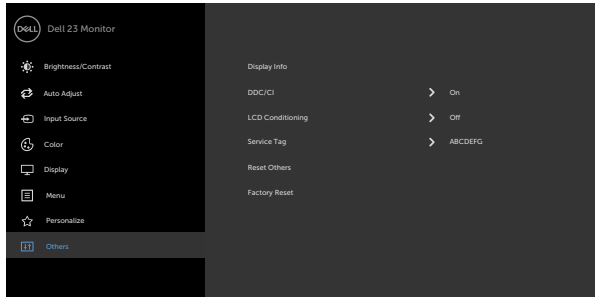 DELL Dell 23 Monitor
Brightness/Contrast
Auto Adjust
Input Source
Color
Display
Menu
Personalize
Others
Display Info
DDC/CI On
LCD Conditioning Off
Service Tag ABCDEFG
Reset Others
Factory Reset